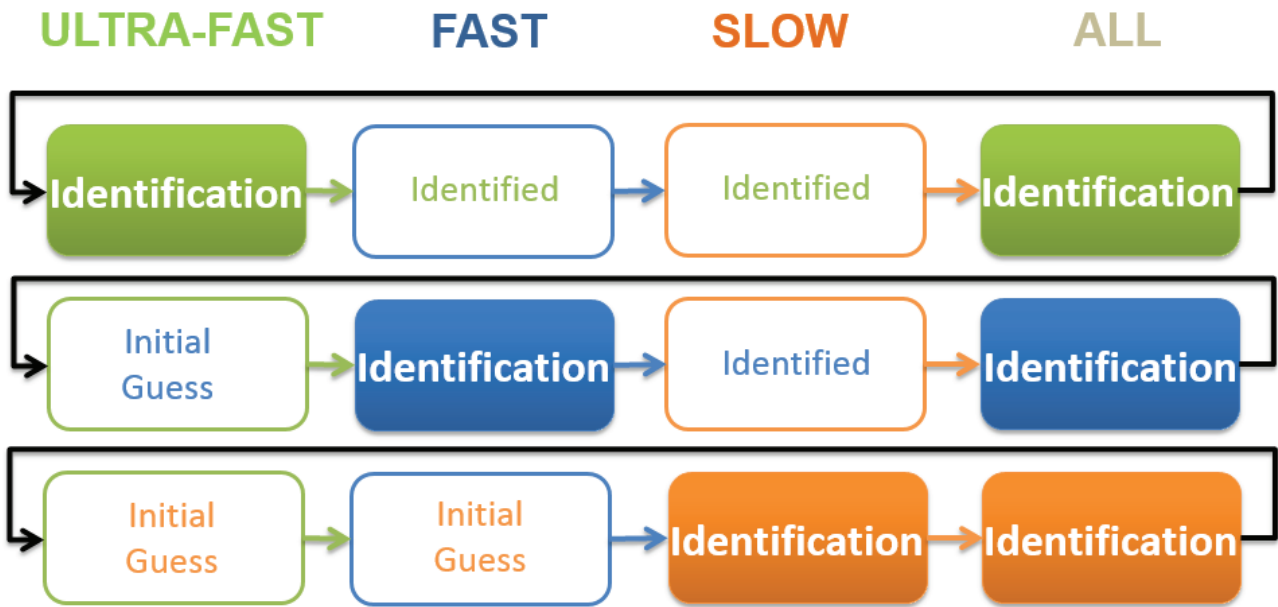 ULTRA-FAST FAST SLOW ALL
Identification Identified Identified Identification
Initial
Guess
Identification Identified Identification
Initial
Guess
Initial
Guess
Identification Identification